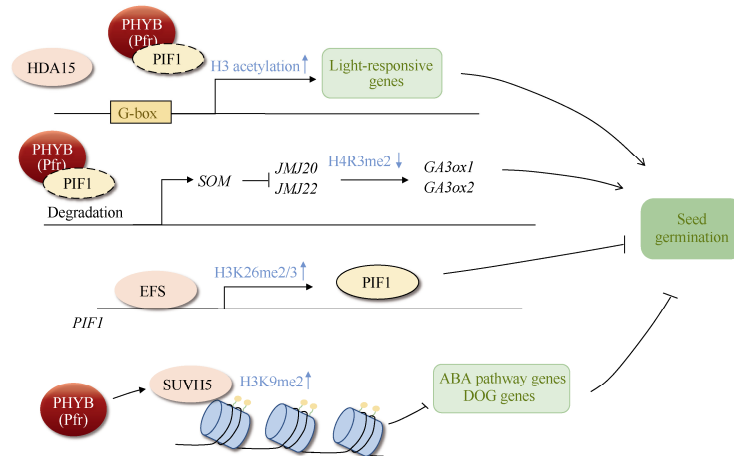 PHYB
(Pfr)
PIF1
HDA15
H3 acetylation
Light-responsive
genes
G-box
PHYB
(Pfr)
PIF1
Degradation
SOM
JMJ20
JMJ22
H4R3me2
GA3ox1
GA3ox2
Seed
germination
H3K26me2/3
EFS
PIF1
PIF1
SUVH5
H3K9me2
PHYB
(Pfr)
ABA pathway genes
DOG genes